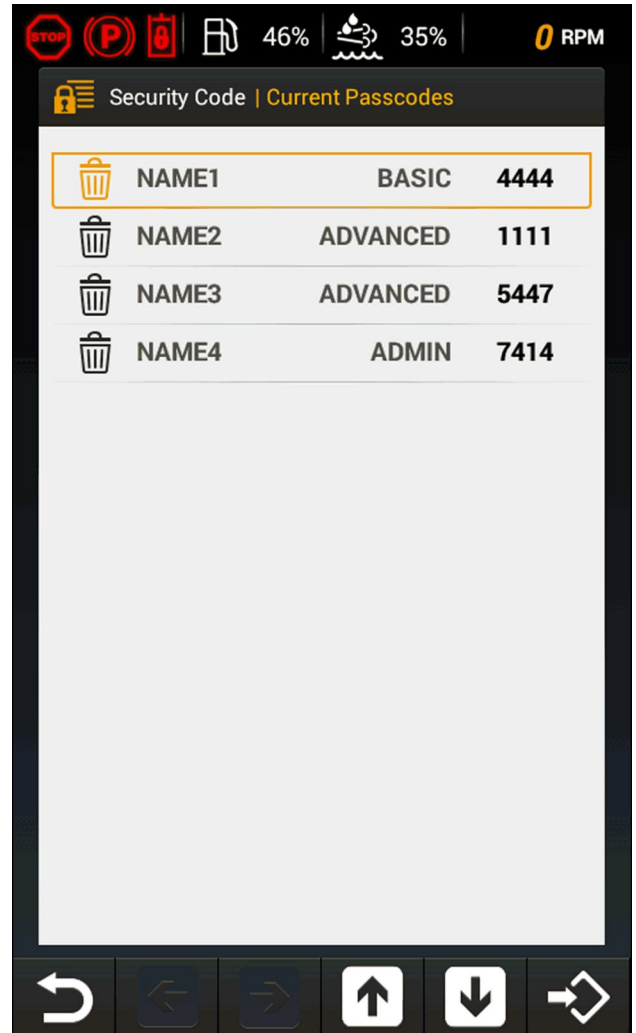 STOP P 46% 35% 0 RPM
Security Code | Current Passcodes
NAME1 BASIC 4444
NAME2 ADVANCED 1111
NAME3 ADVANCED 5447
NAME4 ADMIN 7414